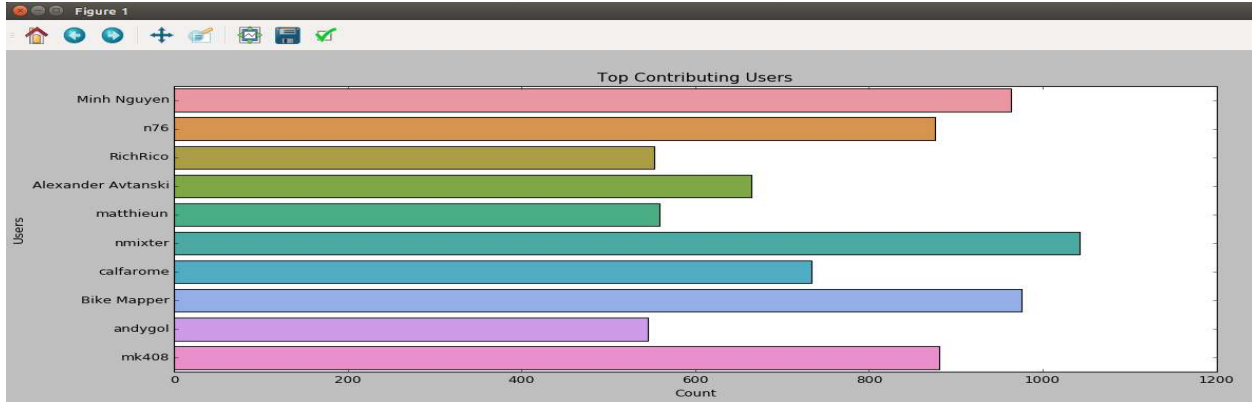 Figure 1
Top Contributing Users
Minh Nguyen
n76
RichRico
Alexander Avtanski
matthieun
nmixter
calfarome
Bike Mapper
andygol
mk408
Users
0 200 400 600 800 1000 1200
Count